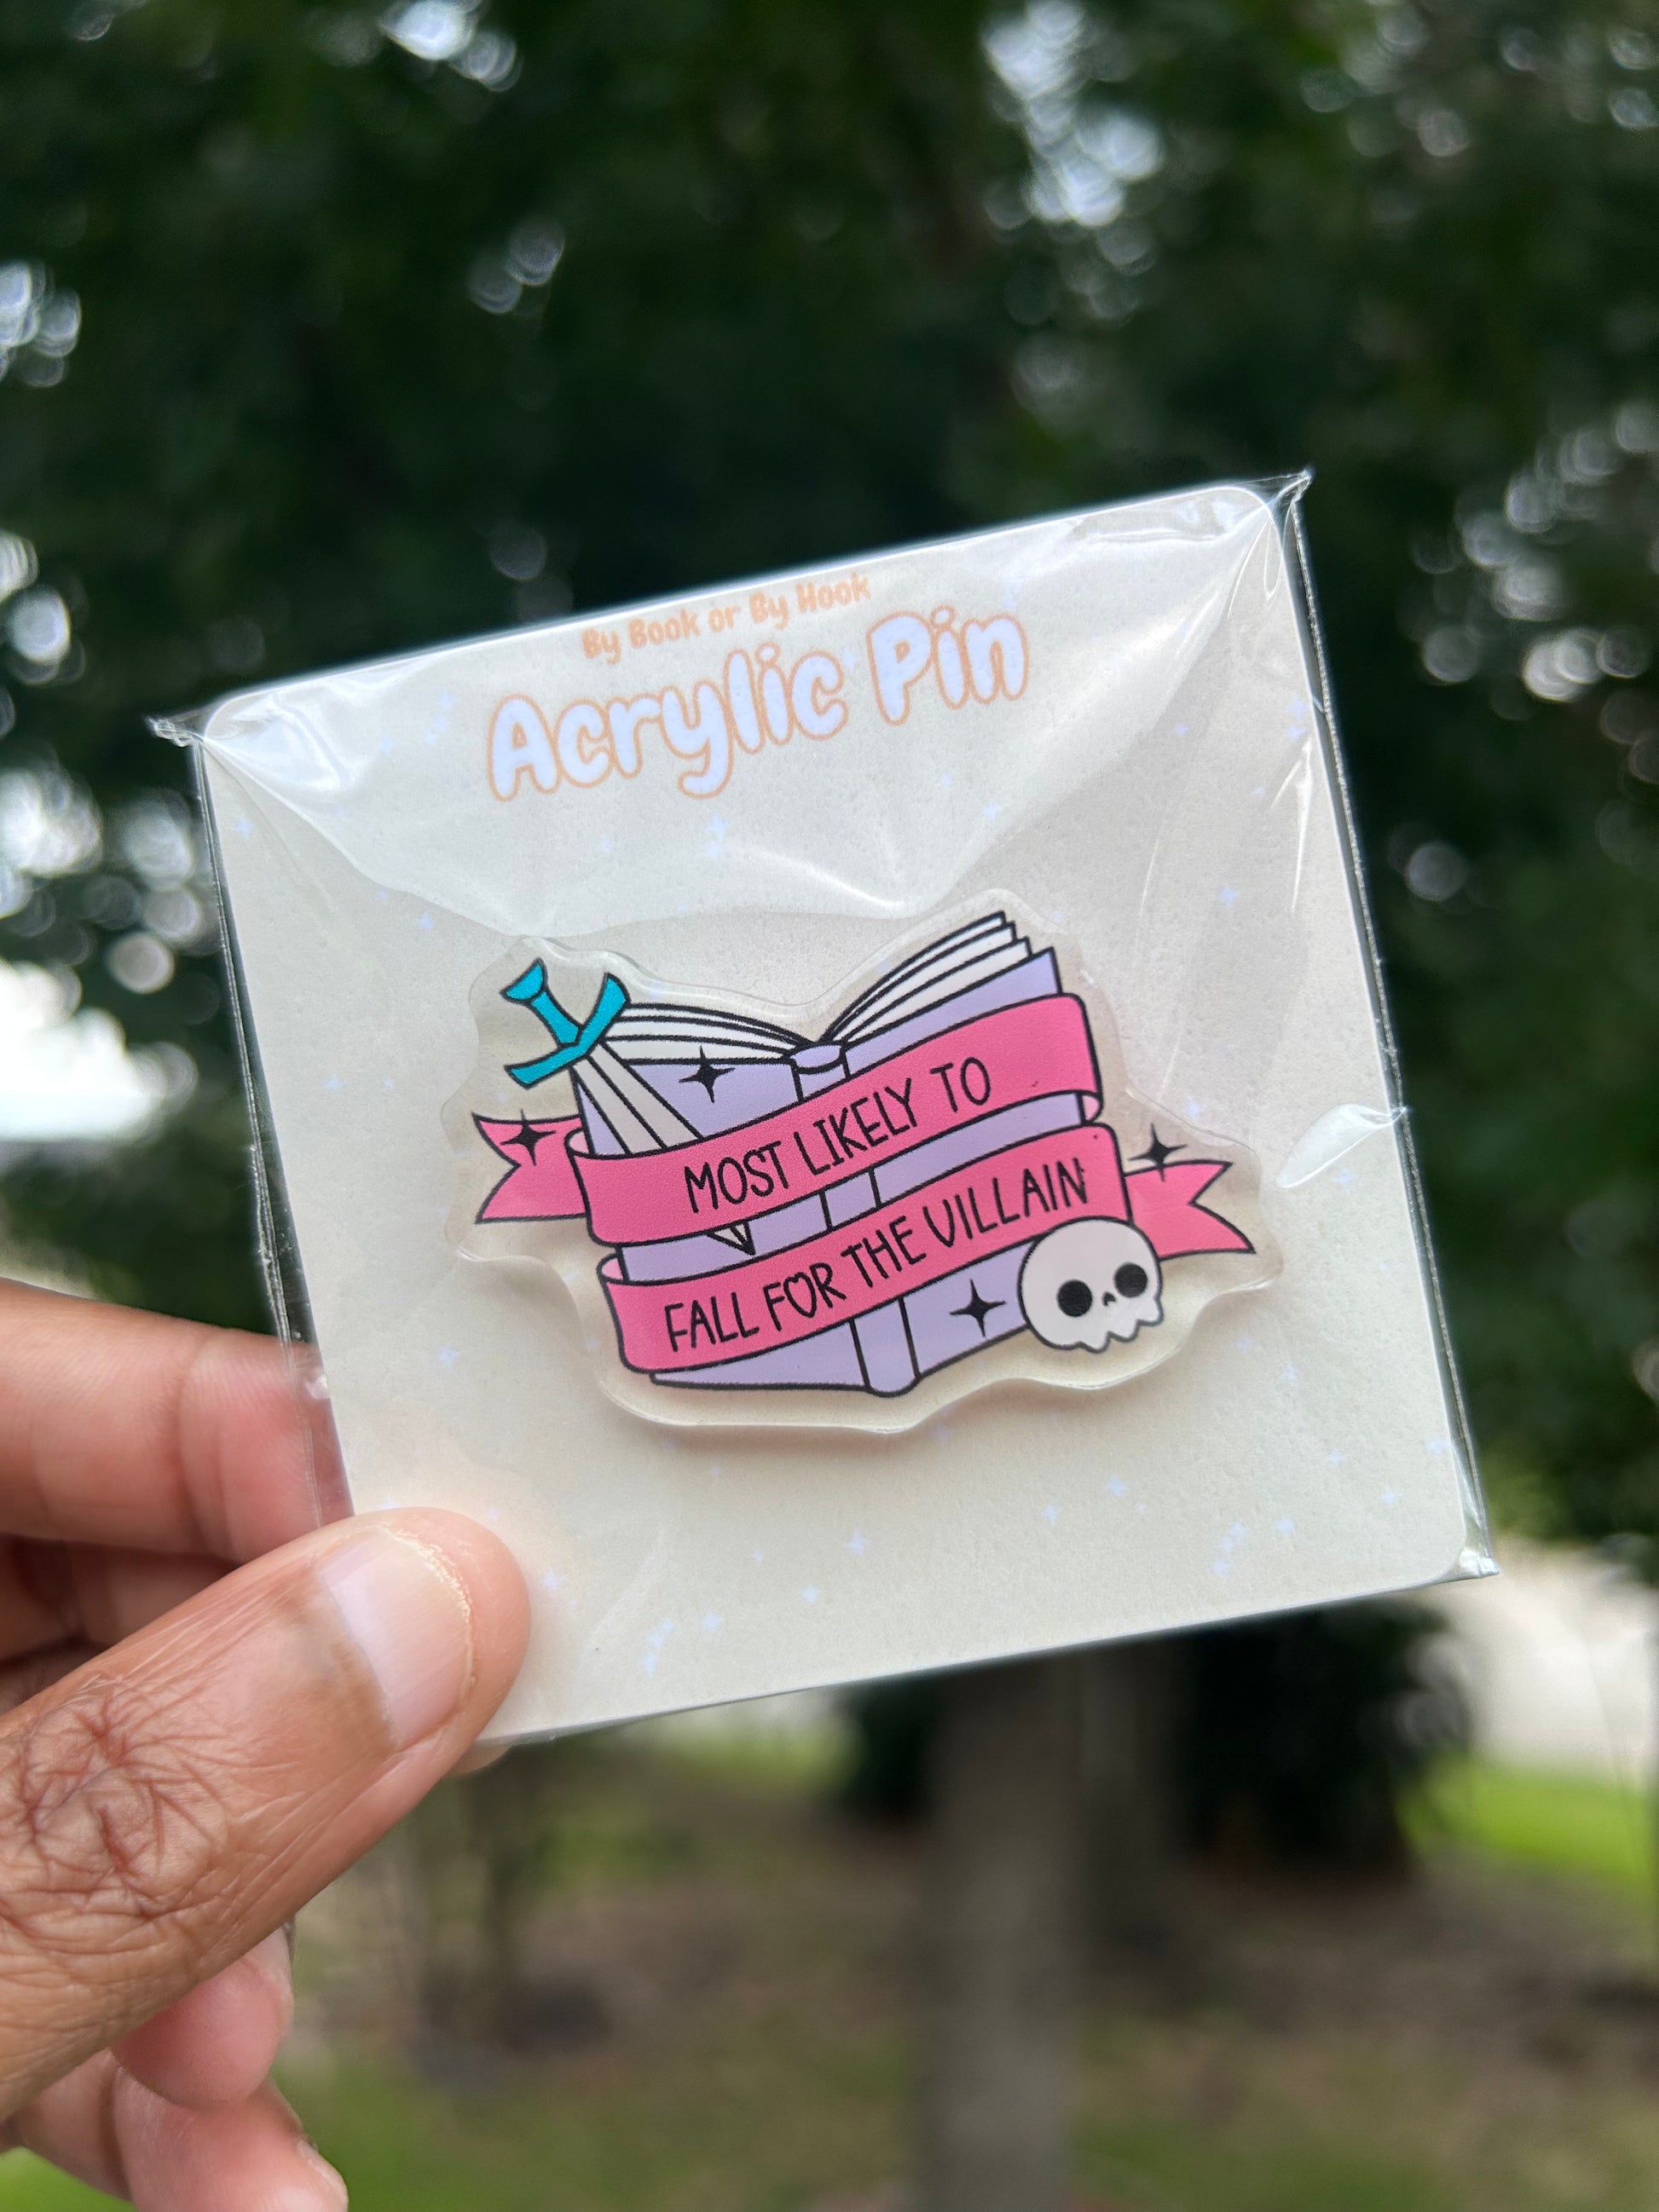 By Book or By Hook
Acrylic Pin
MOST LIKELY TO
FALL FOR THE VILLAIN